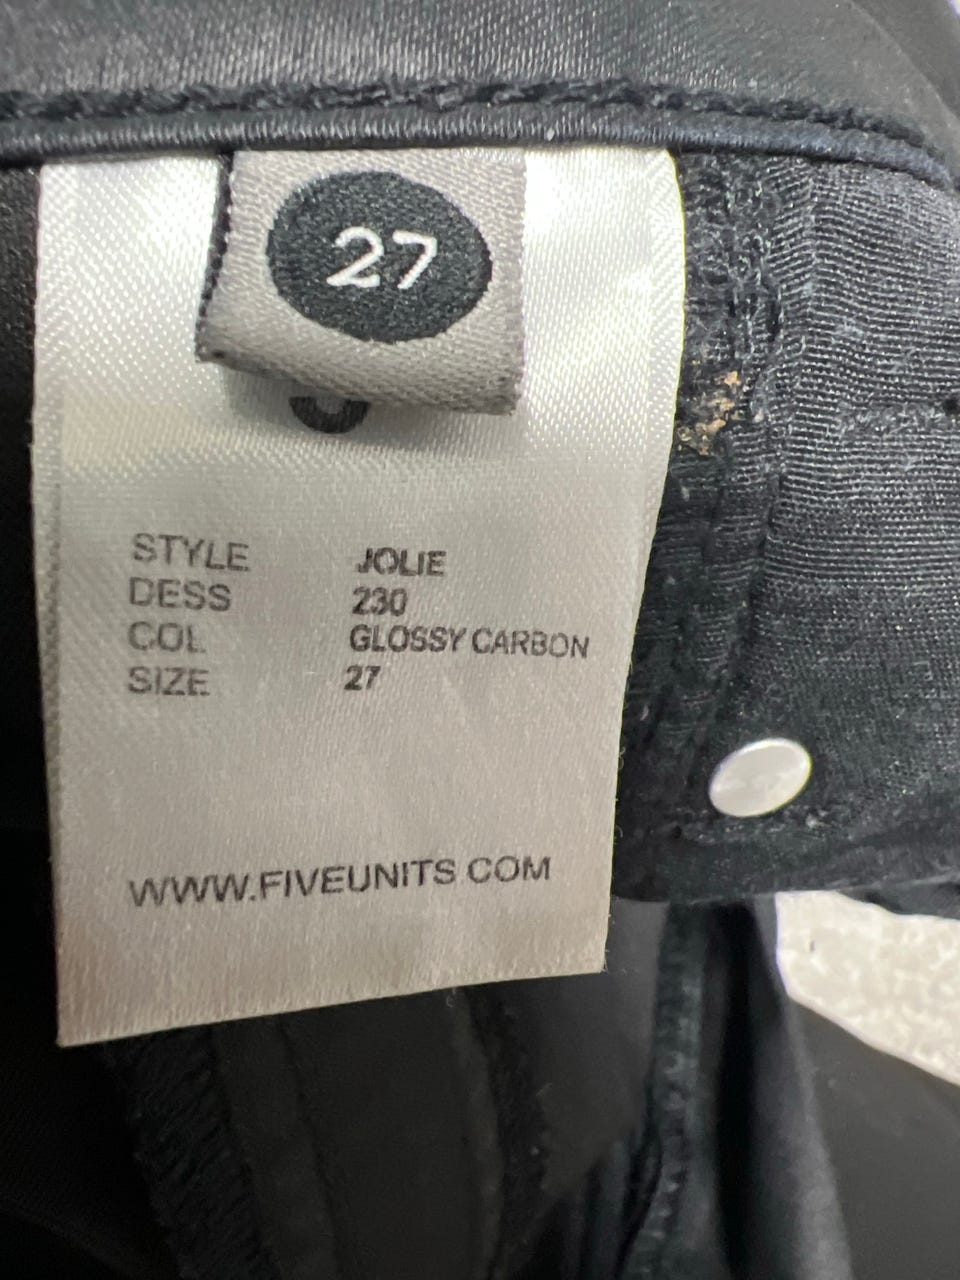 27
STYLE JOLIE
DESS 230
COL. GLOSSY CARBON
SIZE 27
WWW.FIVEUNITS.COM